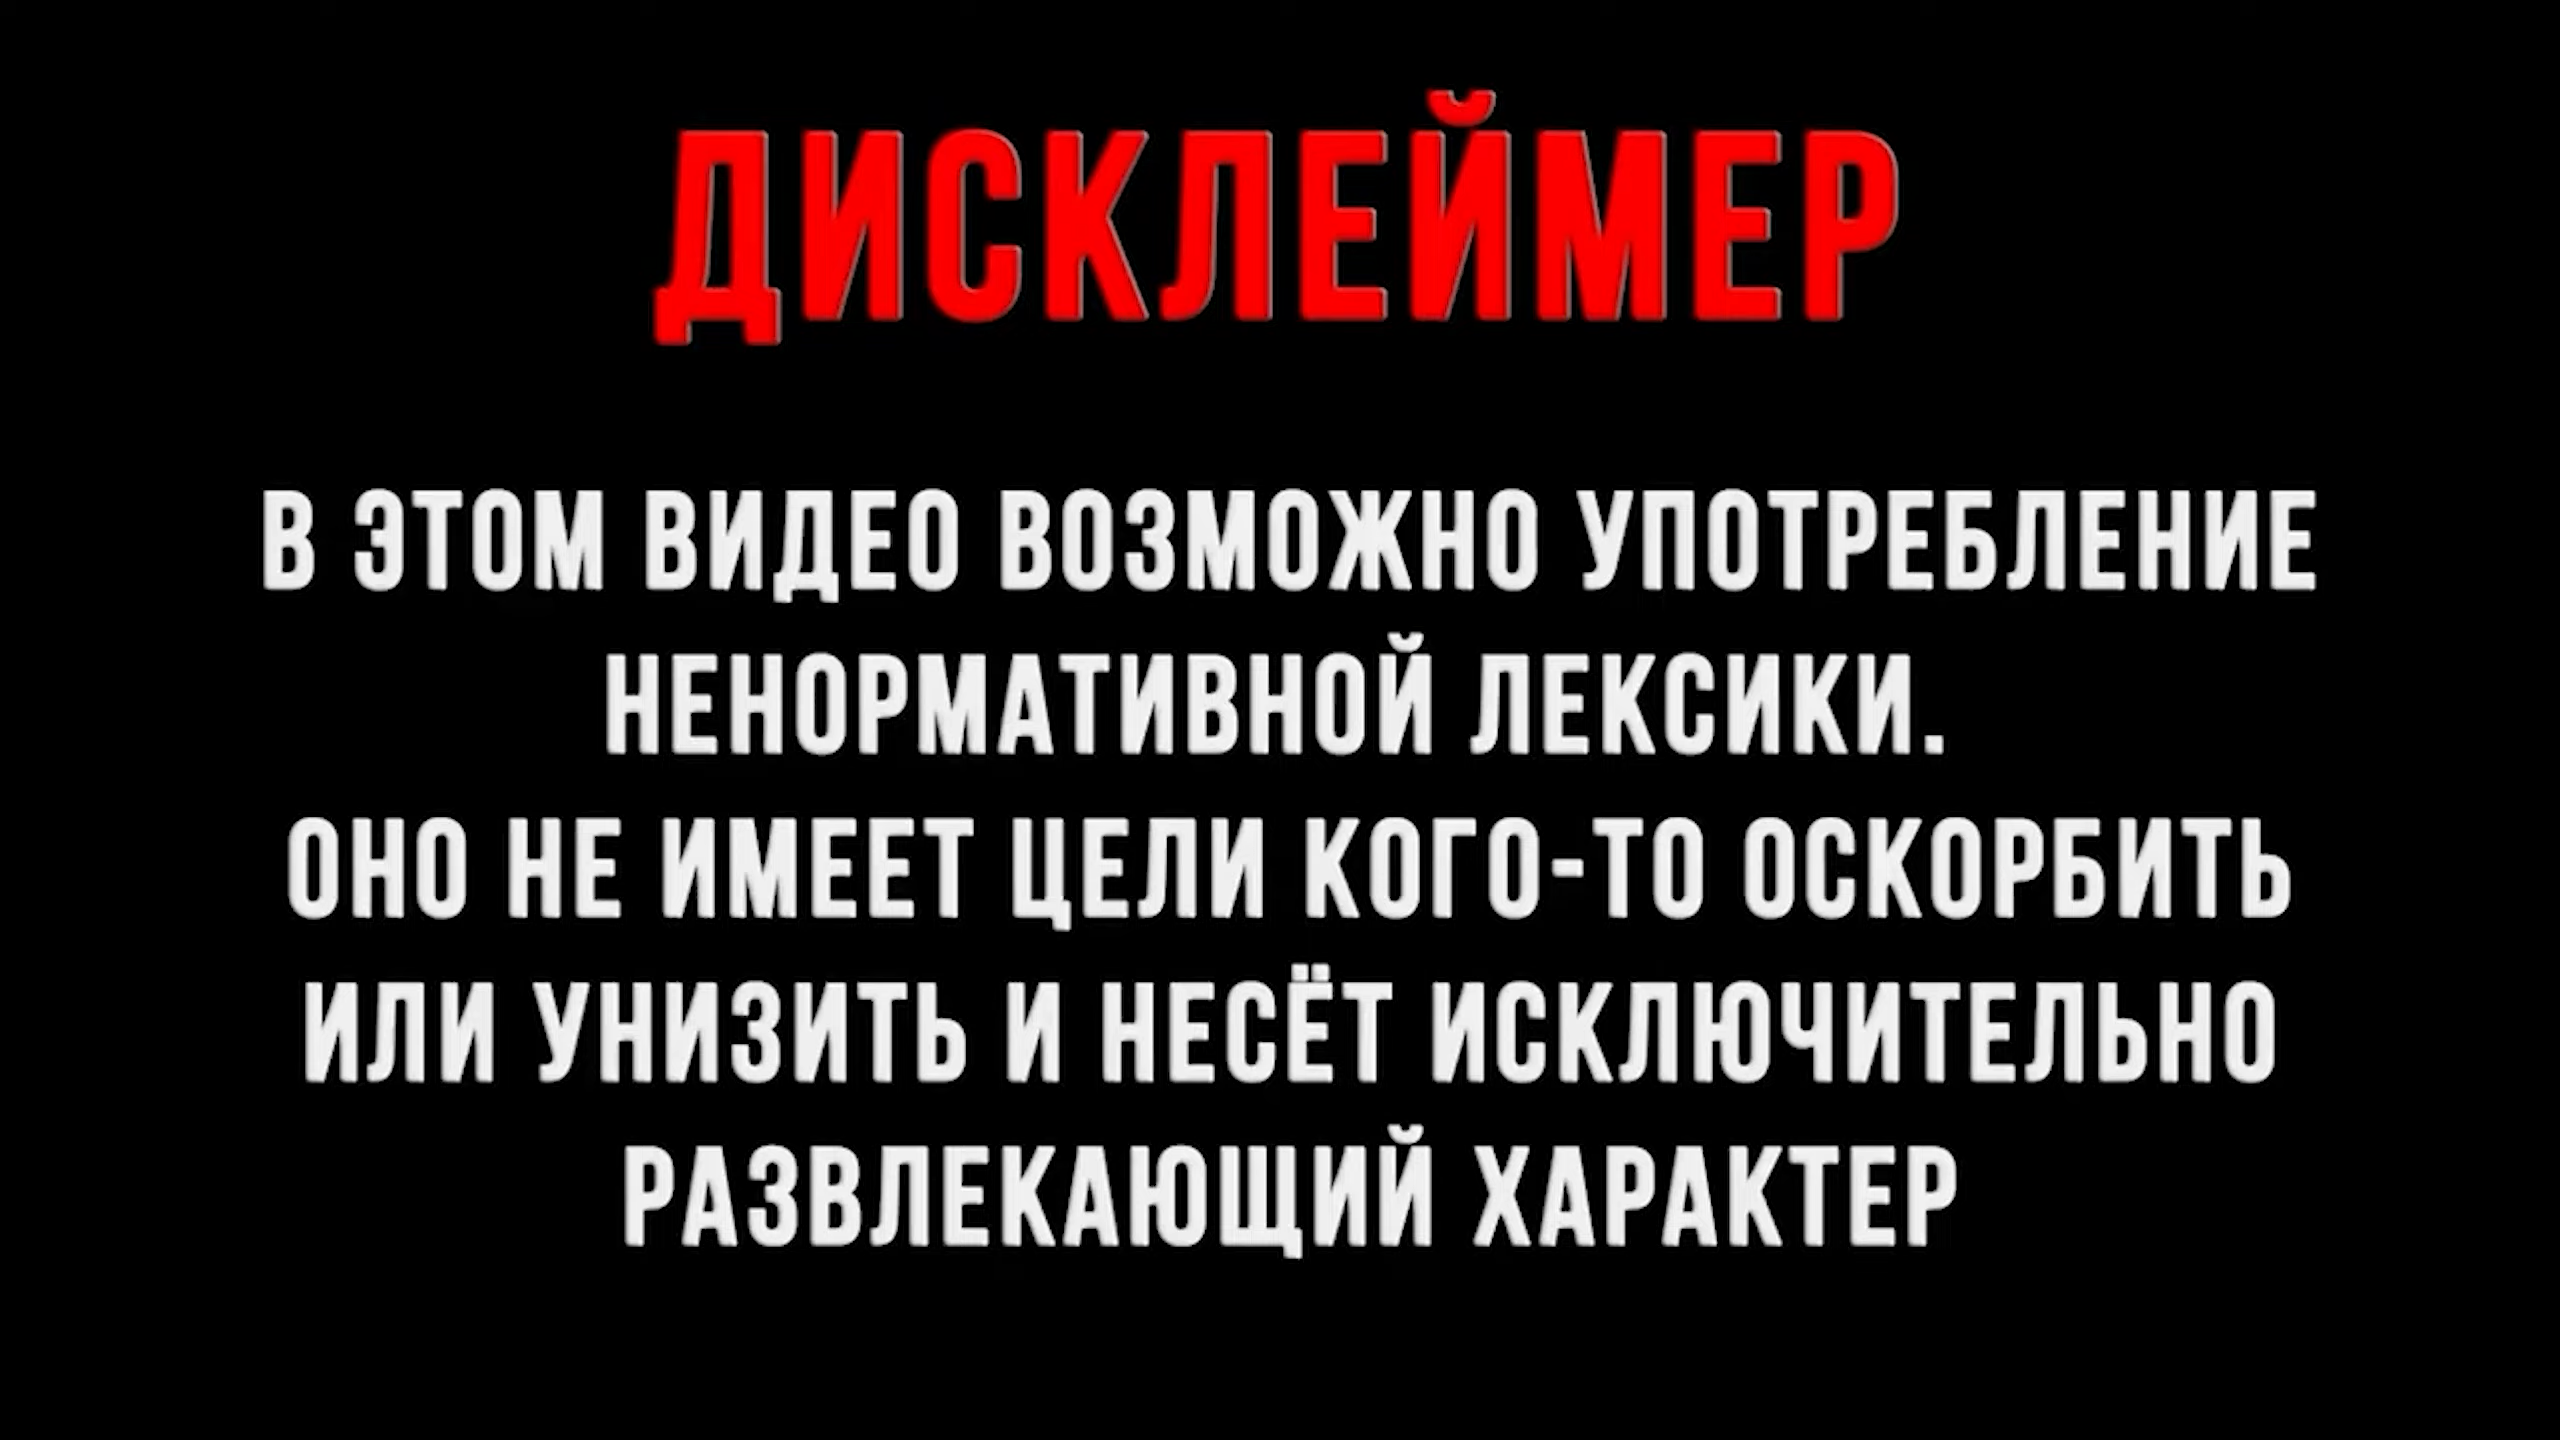 ДИСКЛЕЙМЕР
В ЭТОМ ВИДЕО ВОЗМОЖНО УПОТРЕБЛЕНИЕ
НЕНОРМАТИВНОЙ ЛЕКСИКИ.
ОНО НЕ ИМЕЕТ ЦЕЛИ КОГО-ТО ОСКОРБИТЬ
ИЛИ УНИЗИТЬ И НЕСЁТ ИСКЛЮЧИТЕЛЬНО
РАЗВЛЕКАЮЩИЙ ХАРАКТЕР